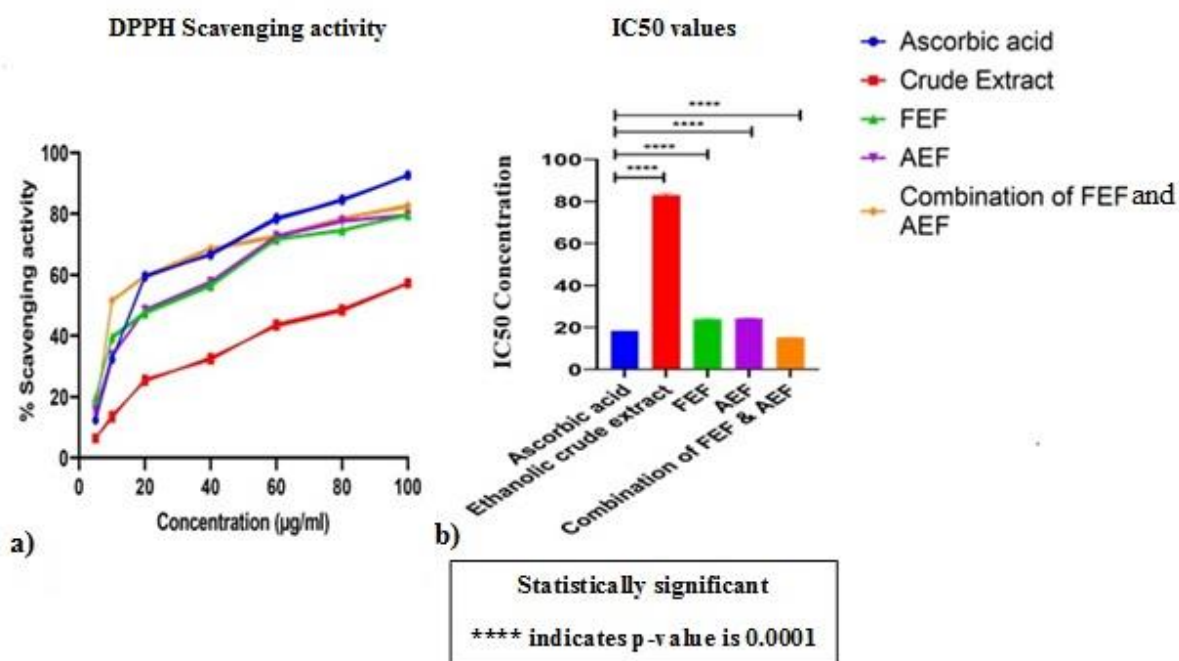 DPPH Scavenging activity
IC50 values
Ascorbic acid
Crude Extract
FEF
AEF
Combination of FEF and
AEF
% Scavenging activity
100
80
60
40
20
0
0
20
40
60
80
100
Concentration (µg/ml)
a)
IC50 Concentration
100
80
60
40
20
0
****
****
****
****
Ascorbic acid
Ethanolic crude extract
FEF
AEF
Combination of FEF & AEF
b)
Statistically significant
**** indicates p-value is 0.0001